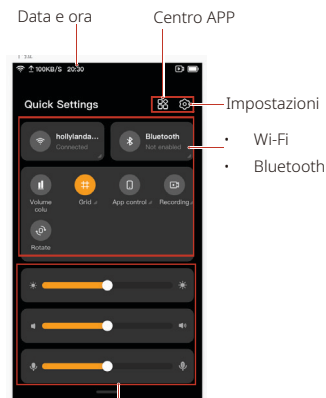 Data e ora
Centro APP
100KB/S 20:30
Quick Settings
Impostazioni
hollylanda...
Connected
Bluetooth
Not enabled
• Wi-Fi
• Bluetooth
Volume
colu
Grid
App control
Recording
Rotate